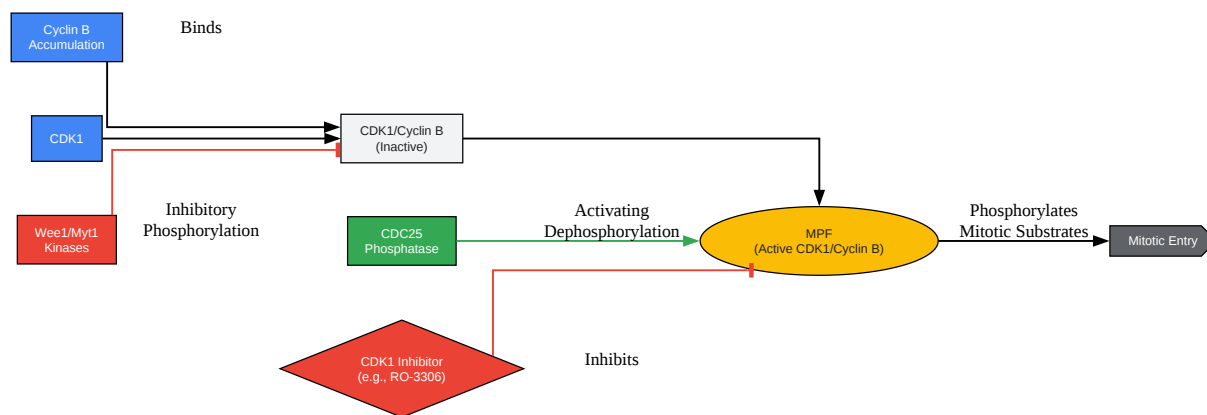 Cyclin B
Accumulation
Binds
CDK1
CDK1/Cyclin B
(Inactive)
Wee1/Myt1
Kinases
Inhibitory
Phosphorylation
CDC25
Phosphatase
Activating
Dephosphorylation
MPF
(Active CDK1/Cyclin B)
Phosphorylates
Mitotic Substrates
Mitotic Entry
CDK1 Inhibitor
(e.g., RO-3306)
Inhibits